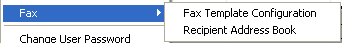 Fax
Fax Template Configuration
Recipient Address Book
Change User Password